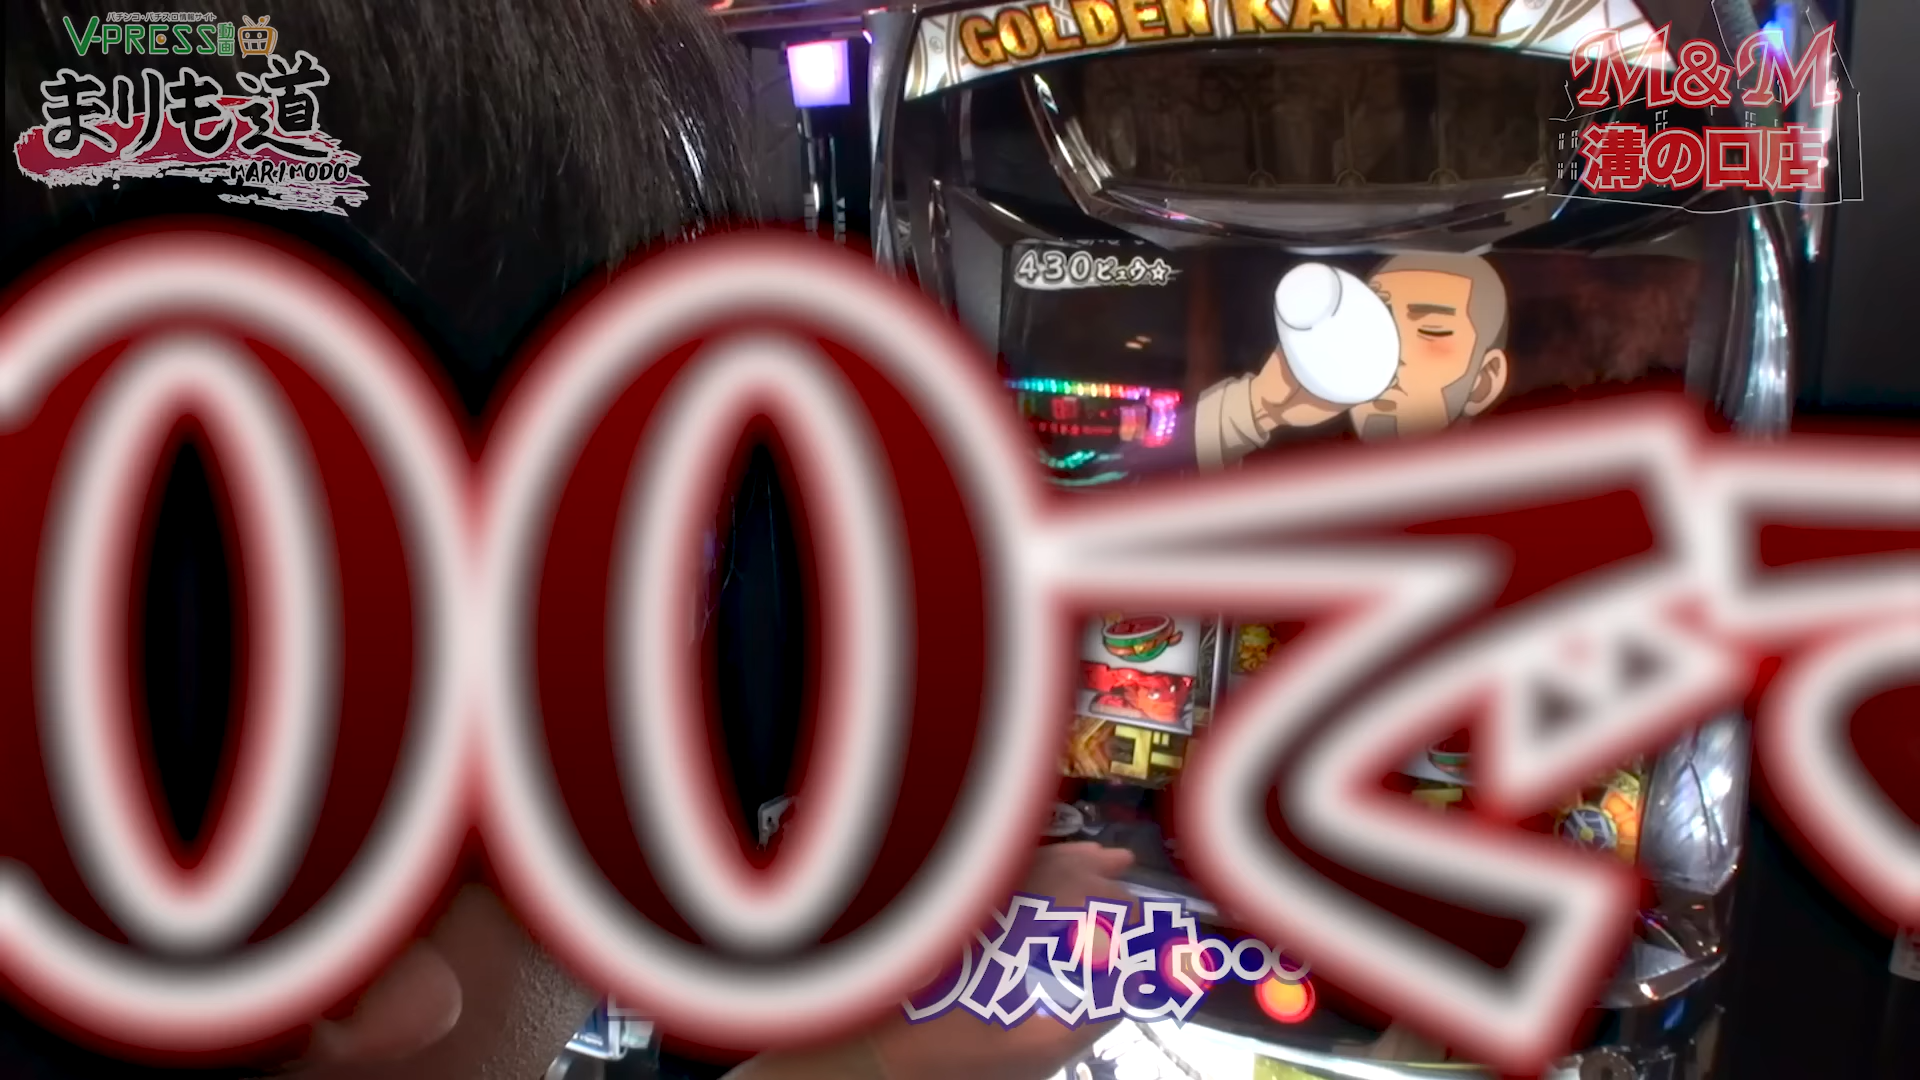 パチンコ・パチスロ情報サイト
V-PRESS動画
まりも道
MARIMODO
GOLDEN KAMUY
M&M
溝の口店
430ピュウ☆
00で
ゴー
次は…